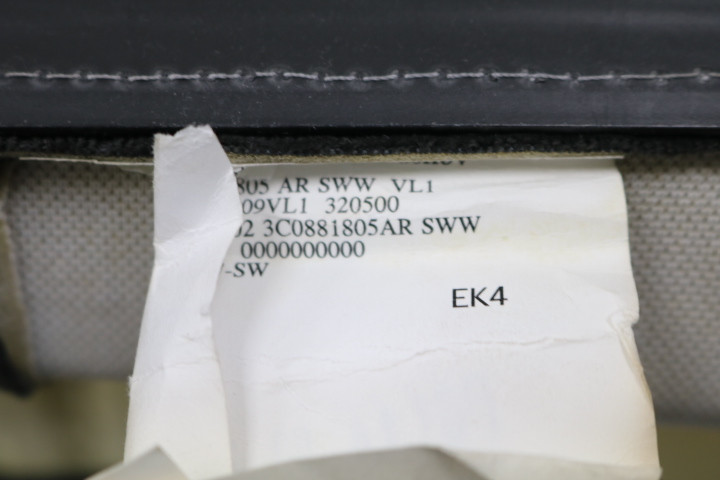 805 AR SWW VL1
09VL1 320500
02 3C0881805AR SWW
0000000000
-SW
EK4